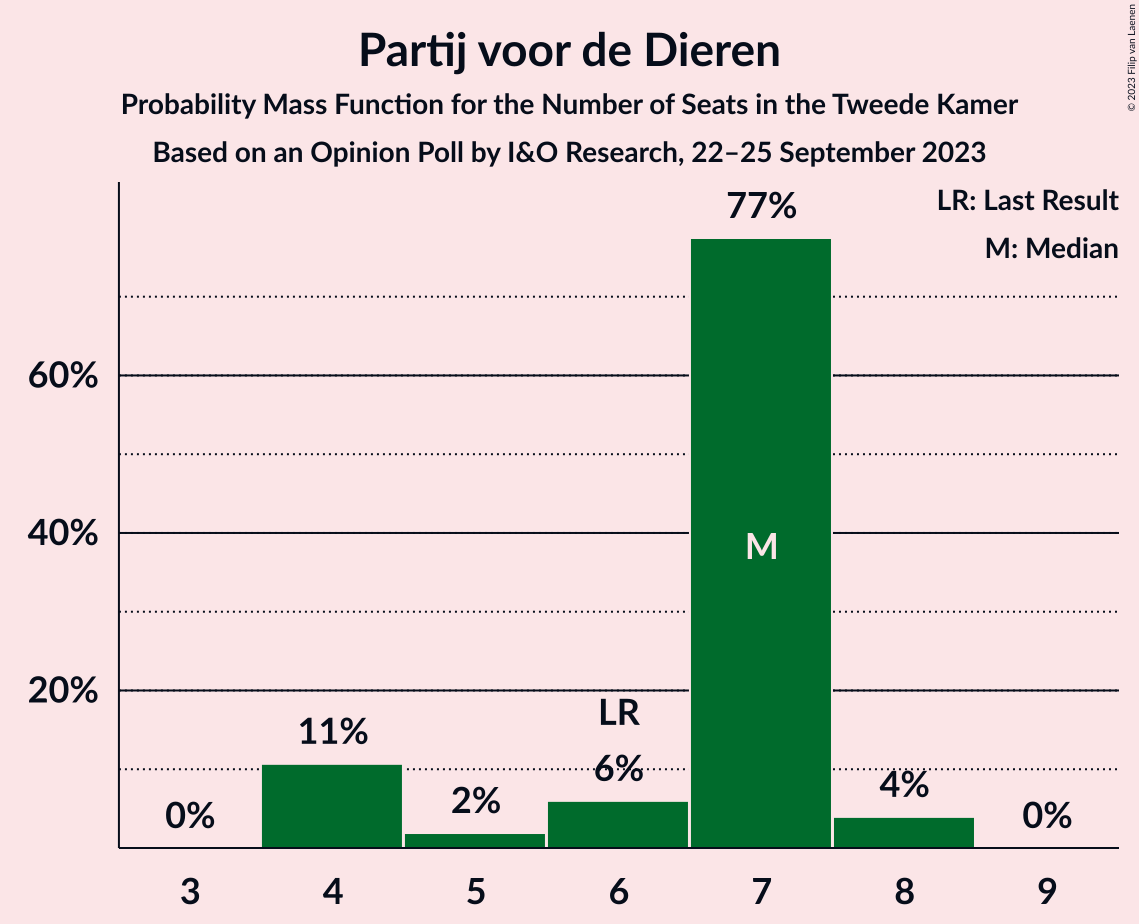 Partij voor de Dieren
Probability Mass Function for the Number of Seats in the Tweede Kamer
Based on an Opinion Poll by I&O Research, 22–25 September 2023
© 2023 Filip van Laenen
LR: Last Result
M: Median
77%
60%
40%
M
20%
LR
11%
6%
4%
2%
0%
0%
3 4 5 6 7 8 9